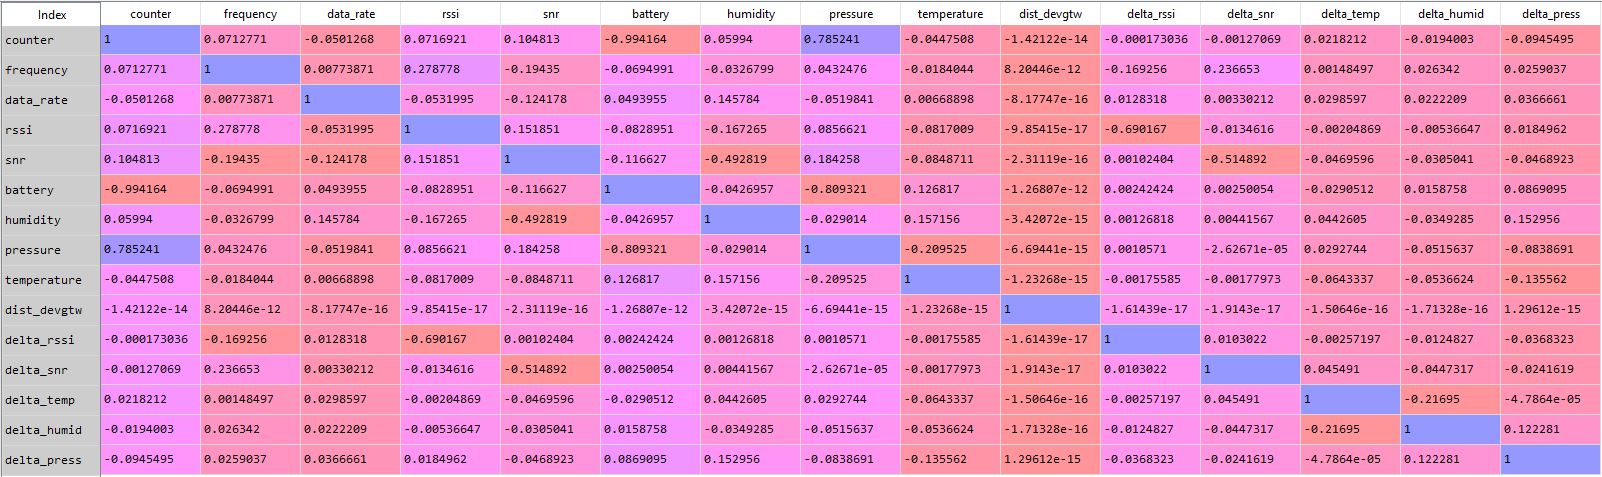 Index counter frequency data_rate rssi snr battery humidity pressure temperature dist_devgtw delta_rssi delta_snr delta_temp delta_humid delta_press
counter 1 0.0712771 -0.0501268 0.0716921 0.104813 -0.994164 0.05994 0.785241 -0.0447508 -1.42122e-14 -0.000173036 -0.00127069 0.0218212 -0.0194003 -0.0945495
frequency 0.0712771 1 0.00773871 0.278778 -0.19435 -0.0694991 -0.0326799 0.0432476 -0.0184044 8.20446e-12 -0.169256 0.236653 0.00148497 0.026342 0.0259037
data_rate -0.0501268 0.00773871 1 -0.0531995 -0.124178 0.0493955 0.145784 -0.0519841 0.00668898 -8.17747e-16 0.0128318 0.00330212 0.0298597 0.0222209 0.0366661
rssi 0.0716921 0.278778 -0.0531995 1 0.151851 -0.0828951 -0.167265 0.0856621 -0.0817009 -9.85415e-17 -0.690167 -0.0134616 -0.00204869 -0.00536647 0.0184962
snr 0.104813 -0.19435 -0.124178 0.151851 1 -0.116627 -0.492819 0.184258 -0.0848711 -2.31119e-16 0.00102404 -0.514892 -0.0469596 -0.0305041 -0.0468923
battery -0.994164 -0.0694991 0.0493955 -0.0828951 -0.116627 1 -0.0426957 -0.809321 0.126817 -1.26807e-12 0.00242424 0.00250054 -0.0290512 0.0158758 0.0869095
humidity 0.05994 -0.0326799 0.145784 -0.167265 -0.492819 -0.0426957 1 -0.029014 0.157156 -3.42072e-15 0.00126818 0.00441567 0.0442605 -0.0349285 0.152956
pressure 0.785241 0.0432476 -0.0519841 0.0856621 0.184258 -0.809321 -0.029014 1 -0.209525 -6.69441e-15 0.0010571 -2.62671e-05 0.0292744 -0.0515637 -0.0838691
temperature -0.0447508 -0.0184044 0.00668898 -0.0817009 -0.0848711 0.126817 0.157156 -0.209525 1 -1.23268e-15 -0.00175585 -0.00177973 -0.0643337 -0.0536624 -0.135562
dist_devgtw -1.42122e-14 8.20446e-12 -8.17747e-16 -9.85415e-17 -2.31119e-16 -1.26807e-12 -3.42072e-15 -6.69441e-15 -1.23268e-15 1 -1.61439e-17 -1.9143e-17 -1.50646e-16 -1.71328e-16 1.29612e-15
delta_rssi -0.000173036 -0.169256 0.0128318 -0.690167 0.00102404 0.00242424 0.00126818 0.0010571 -0.00175585 -1.61439e-17 1 0.0103022 -0.00257197 -0.0124827 -0.0368323
delta_snr -0.00127069 0.236653 0.00330212 -0.0134616 -0.514892 0.00250054 0.00441567 -2.62671e-05 -0.00177973 -1.9143e-17 0.0103022 1 0.045491 -0.0447317 -0.0241619
delta_temp 0.0218212 0.00148497 0.0298597 -0.00204869 -0.0469596 -0.0290512 0.0442605 0.0292744 -0.0643337 -1.50646e-16 -0.00257197 0.045491 1 -0.21695 -4.7864e-05
delta_humid -0.0194003 0.026342 0.0222209 -0.00536647 -0.0305041 0.0158758 -0.0349285 -0.0515637 -0.0536624 -1.71328e-16 -0.0124827 -0.0447317 -0.21695 1 0.122281
delta_press -0.0945495 0.0259037 0.0366661 0.0184962 -0.0468923 0.0869095 0.152956 -0.0838691 -0.135562 1.29612e-15 -0.0368323 -0.0241619 -4.7864e-05 0.122281 1